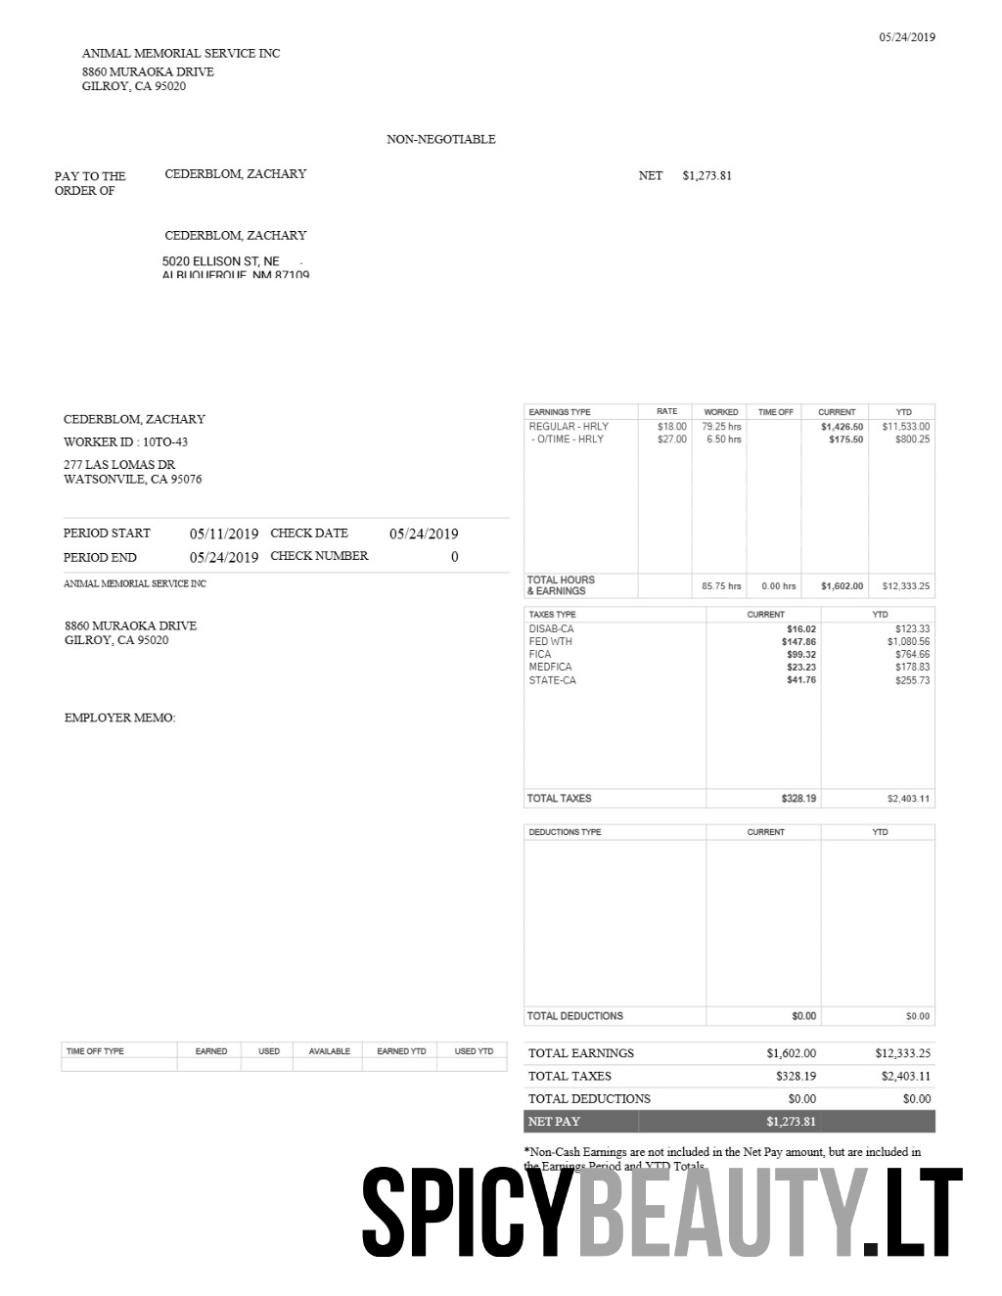 05/24/2019
ANIMAL MEMORIAL SERVICE INC
8860 MURAOKA DRIVE
GILROY, CA 95020
NON-NEGOTIABLE
PAY TO THE ORDER OF CEDERBLOM, ZACHARY NET $1,273.81
CEDERBLOM, ZACHARY
5020 ELLISON ST, NE
ALBUQUERQUE, NM 87109
CEDERBLOM, ZACHARY
WORKER ID : 10TO-43
277 LAS LOMAS DR
WATSONVILE, CA 95076
PERIOD START 05/11/2019 CHECK DATE 05/24/2019
PERIOD END 05/24/2019 CHECK NUMBER 0
ANIMAL MEMORIAL SERVICE INC
8860 MURAOKA DRIVE
GILROY, CA 95020
EMPLOYER MEMO:
TIME OFF TYPE EARNED USED AVAILABLE EARNED YTD USED YTD
EARNINGS TYPE RATE WORKED TIME OFF CURRENT YTD
REGULAR - HRLY $18.00 79.25 hrs $1,426.50 $11,533.00
- O/TIME - HRLY $27.00 6.50 hrs $175.50 $800.25
TOTAL HOURS
& EARNINGS 85.75 hrs 0.00 hrs $1,602.00 $12,333.25
TAXES TYPE CURRENT YTD
DISAB-CA $16.02 $123.33
FED WTH $147.86 $1,080.56
FICA $99.32 $764.66
MEDFICA $23.23 $178.83
STATE-CA $41.76 $255.73
TOTAL TAXES $328.19 $2,403.11
DEDUCTIONS TYPE CURRENT YTD
TOTAL DEDUCTIONS $0.00 $0.00
TOTAL EARNINGS $1,602.00 $12,333.25
TOTAL TAXES $328.19 $2,403.11
TOTAL DEDUCTIONS $0.00 $0.00
NET PAY $1,273.81
*Non-Cash Earnings are not included in the Net Pay amount, but are included in
the Earnings Period and YTD Totals
SPICYBEAUTY.LT